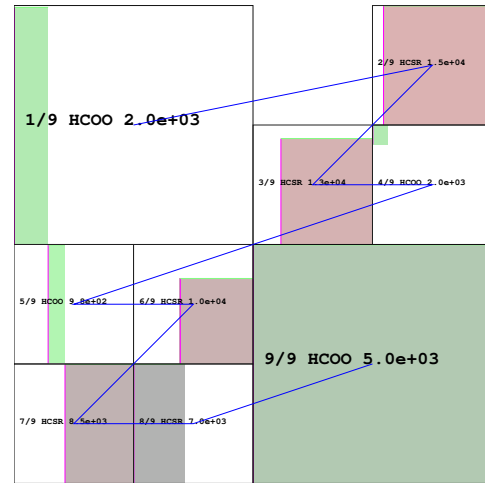 1/9 HCOO 2.0e+03
2/9 HCSR 1.5e+04
3/9 HCSR 1.3e+04
4/9 HCOO 2.0e+03
5/9 HCOO 9.8e+02
6/9 HCSR 1.0e+04
7/9 HCSR 8.5e+03
8/9 HCSR 7.0e+03
9/9 HCOO 5.0e+03